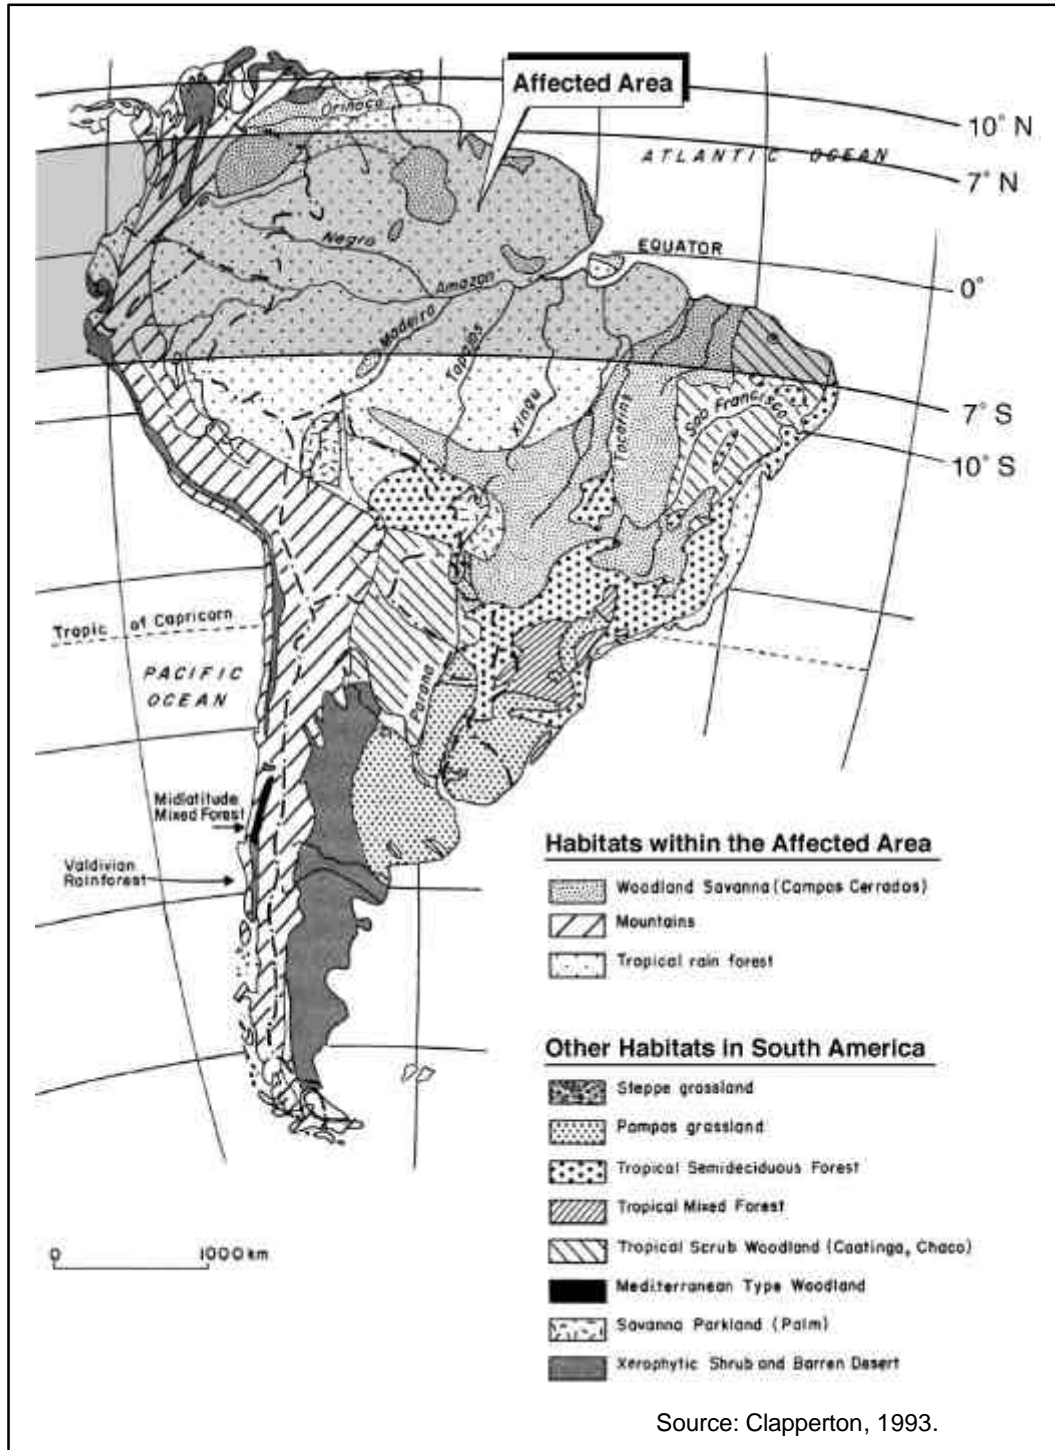 Affected Area
Orinoco
10° N
ATLANTIC OCEAN
7° N
Negro
EQUATOR
Amazon
0°
Madeira
Tapajos
Xingu
Tocantins
Sao Francisco
7° S
10° S
Tropic of Capricorn
PACIFIC
OCEAN
Parana
Midlatitude
Mixed Forest
Valdivian
Rainforest
Habitats within the Affected Area
Woodland Savanna (Campos Cerrados)
Mountains
Tropical rain forest
Other Habitats in South America
Steppe grassland
Pampas grassland
Tropical Semideciduous Forest
Tropical Mixed Forest
Tropical Scrub Woodland (Caatinga, Chaco)
Mediterranean Type Woodland
Savanna Parkland (Palm)
Xerophytic Shrub and Barren Desert
0 1000 km
Source: Clapperton, 1993.